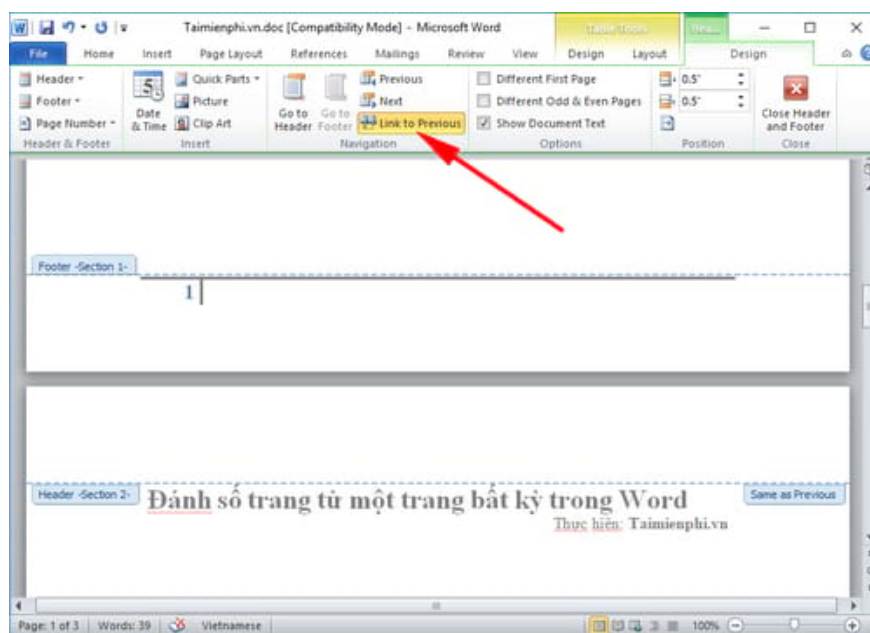 Taimienphi.vn.doc [Compatibility Mode] - Microsoft Word
Table Tools
File Home Insert Page Layout References Mailings Review View Design Layout Design
Header
Footer
Page Number
Header & Footer
Date & Time
Quick Parts
Picture
Clip Art
Insert
Go to Header
Go to Footer
Previous
Next
Link to Previous
Navigation
Different First Page
Different Odd & Even Pages
Show Document Text
Options
0.5"
0.5"
Position
Close Header and Footer
Close
Footer -Section 1-
1
Header -Section 2-
Đánh số trang từ một trang bất kỳ trong Word
Same as Previous
Thực hiện: Taimienphi.vn
Page: 1 of 3 Words: 39 Vietnamese 100%